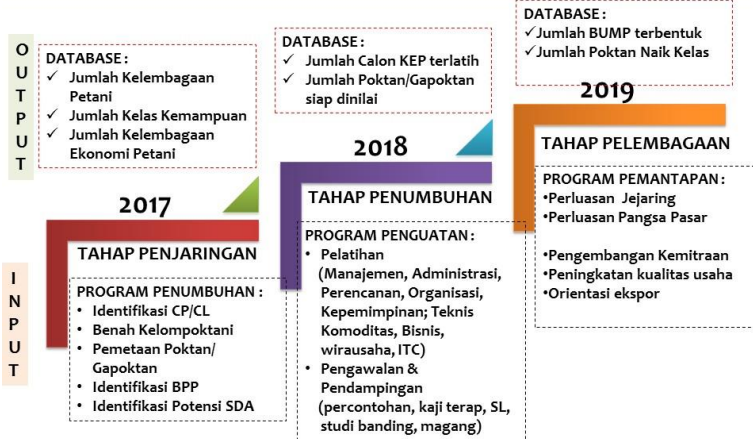 OUTPUT
DATABASE :
✓ Jumlah Kelembagaan
Petani
✓ Jumlah Kelas Kemampuan
✓ Jumlah Kelembagaan
Ekonomi Petani
DATABASE :
✓ Jumlah Calon KEP terlatih
✓ Jumlah Poktan/Gapoktan
siap dinilai
DATABASE :
✓Jumlah BUMP terbentuk
✓Jumlah Poktan Naik Kelas
2017
TAHAP PENJARINGAN
2018
TAHAP PENUMBUHAN
2019
TAHAP PELEMBAGAAN
INPUT
PROGRAM PENUMBUHAN :
• Identifikasi CP/CL
• Benah Kelompoktani
• Pemetaan Poktan/
Gapoktan
• Identifikasi BPP
• Identifikasi Potensi SDA
PROGRAM PENGUATAN :
• Pelatihan
(Manajemen, Administrasi,
Perencanan, Organisasi,
Kepemimpinan; Teknis
Komoditas, Bisnis,
wirausaha, ITC)
• Pengawalan &
Pendampingan
(percontohan, kaji terap, SL,
studi banding, magang)
PROGRAM PEMANTAPAN :
•Perluasan Jejaring
•Perluasan Pangsa Pasar
•Pengembangan Kemitraan
•Peningkatan kualitas usaha
•Orientasi ekspor